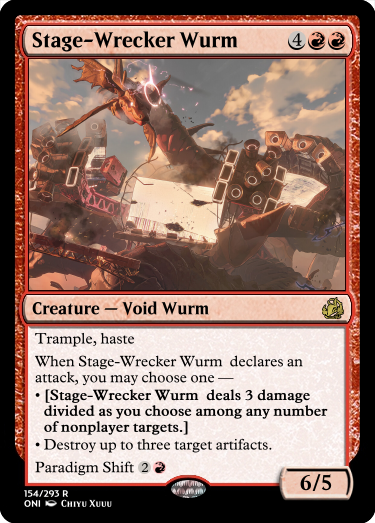 Stage-Wrecker Wurm 4
Creature — Void Wurm
Trample, haste
When Stage-Wrecker Wurm  declares an
attack, you may choose one —
• [Stage-Wrecker Wurm  deals 3 damage
divided as you choose among any number
of nonplayer targets.]
• Destroy up to three target artifacts.
Paradigm Shift 2
6/5
154/293 R
ONI Chiyu Xuuu